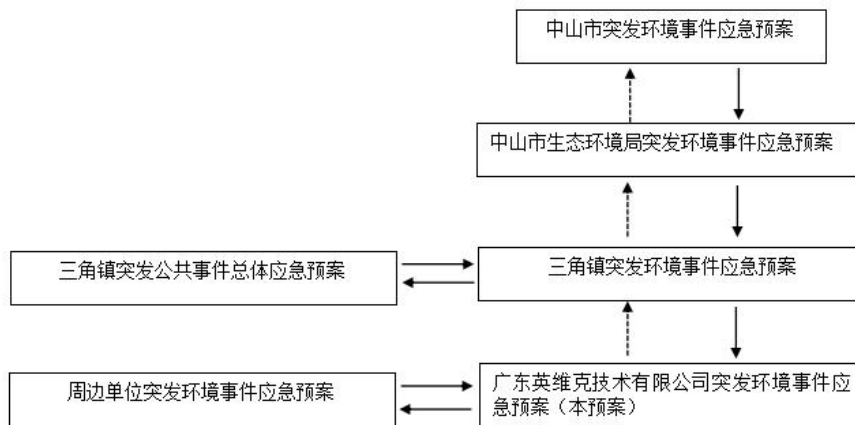 中山市突发环境事件应急预案
中山市生态环境局突发环境事件应急预案
三角镇突发公共事件总体应急预案
三角镇突发环境事件应急预案
周边单位突发环境事件应急预案
广东英维克技术有限公司突发环境事件应
急预案（本预案）